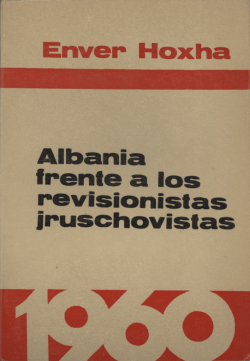 Enver Hoxha
Albania
frente a los
revisionistas
jruschovistas
1960